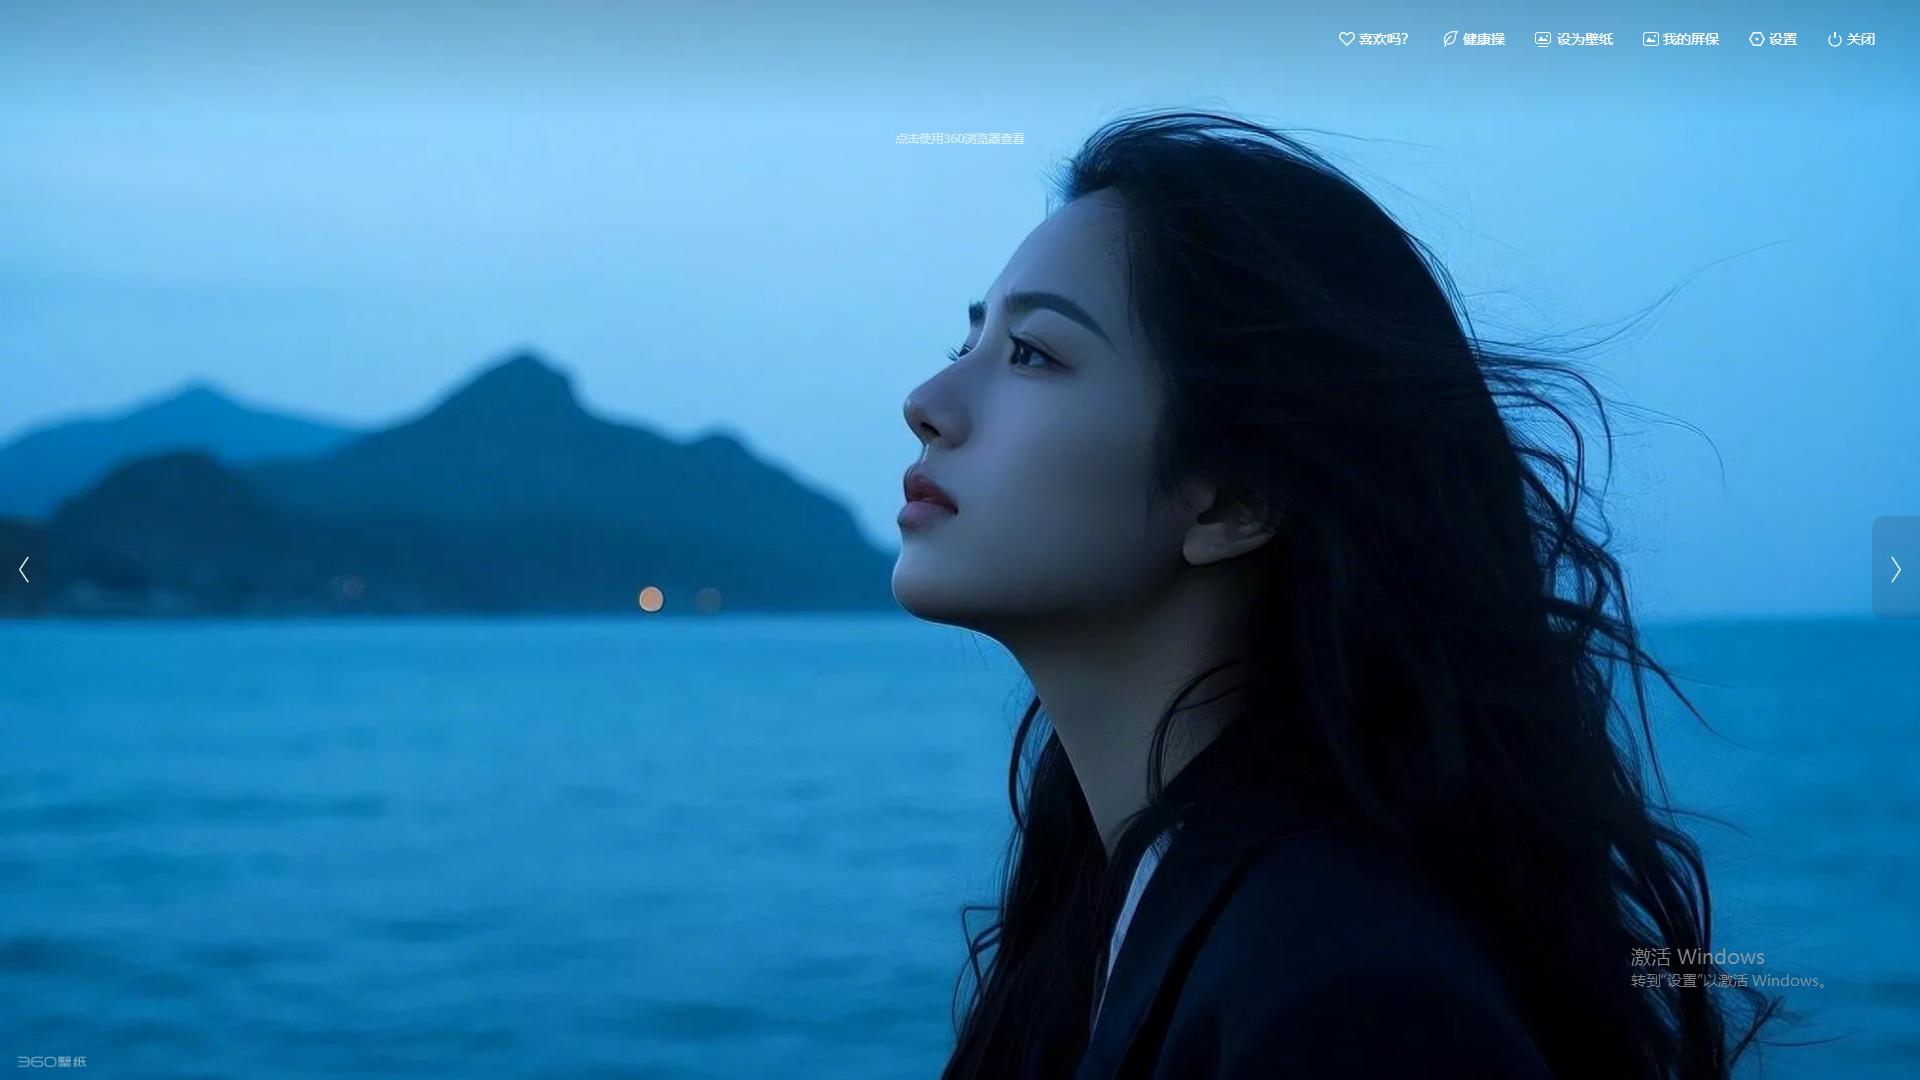 喜欢吗?
健康操
设为壁纸
我的屏保
设置
关闭
点击使用360浏览器查看
激活 Windows
转到"设置"以激活 Windows。
360壁纸